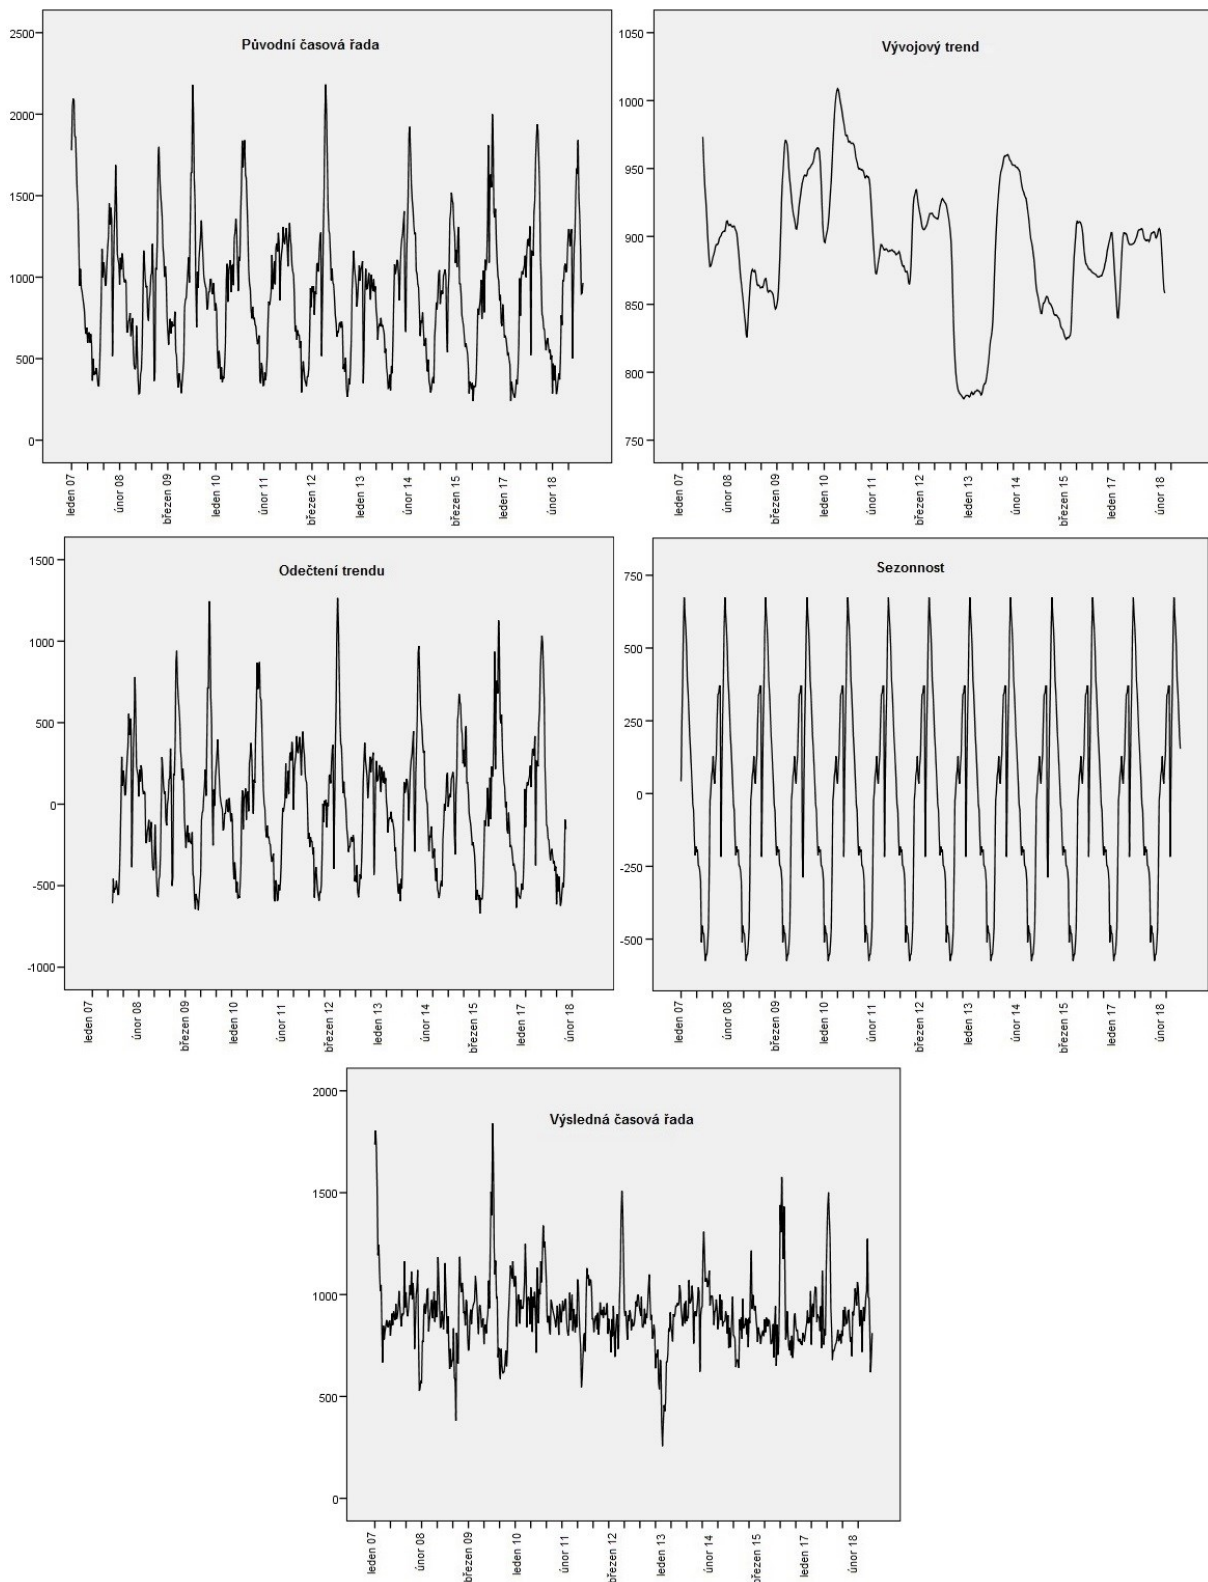 Původní časová řada
2500
2000
1500
1000
500
0
leden 07
únor 08
březen 09
leden 10
únor 11
březen 12
leden 13
únor 14
březen 15
leden 17
únor 18
Vývojový trend
1050
1000
950
900
850
800
750
leden 07
únor 08
březen 09
leden 10
únor 11
březen 12
leden 13
únor 14
březen 15
leden 17
únor 18
Odečtení trendu
1500
1000
500
0
-500
-1000
leden 07
únor 08
březen 09
leden 10
únor 11
březen 12
leden 13
únor 14
březen 15
leden 17
únor 18
Sezonnost
750
500
250
0
-250
-500
leden 07
únor 08
březen 09
leden 10
únor 11
březen 12
leden 13
únor 14
březen 15
leden 17
únor 18
Výsledná časová řada
2000
1500
1000
500
0
leden 07
únor 08
březen 09
leden 10
únor 11
březen 12
leden 13
únor 14
březen 15
leden 17
únor 18